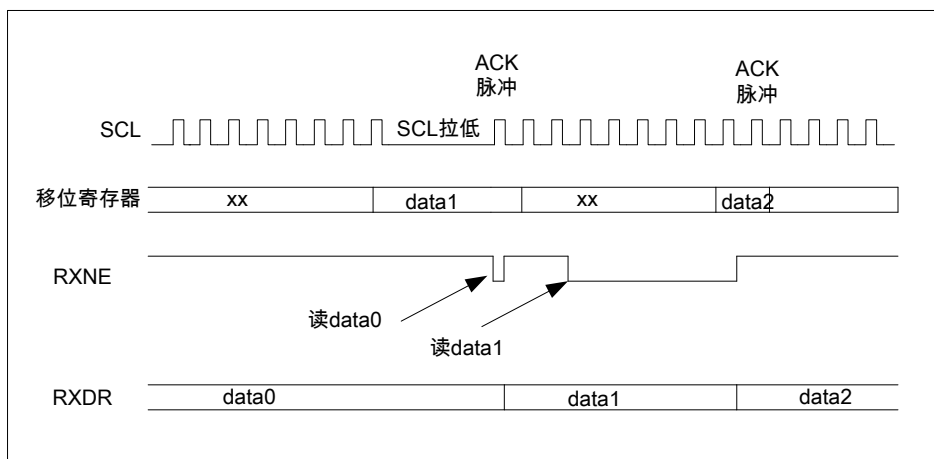 ACK
脉冲
ACK
脉冲
SCL
SCL拉低
移位寄存器
xx
data1
xx
data2
RXNE
读data0
读data1
RXDR
data0
data1
data2